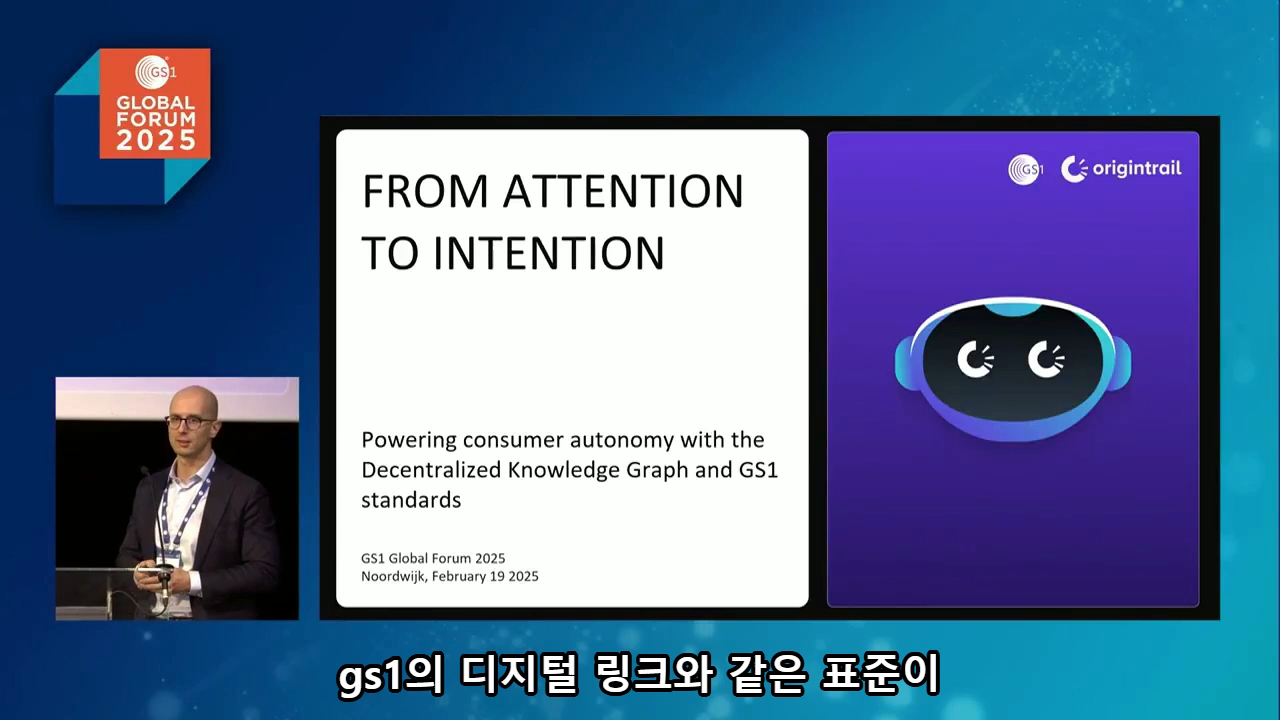 GS1
GLOBAL
FORUM
2025
FROM ATTENTION
TO INTENTION
Powering consumer autonomy with the
Decentralized Knowledge Graph and GS1
standards
GS1 Global Forum 2025
Noordwijk, February 19 2025
GS1 origintrail
gs1의 디지털 링크와 같은 표준이